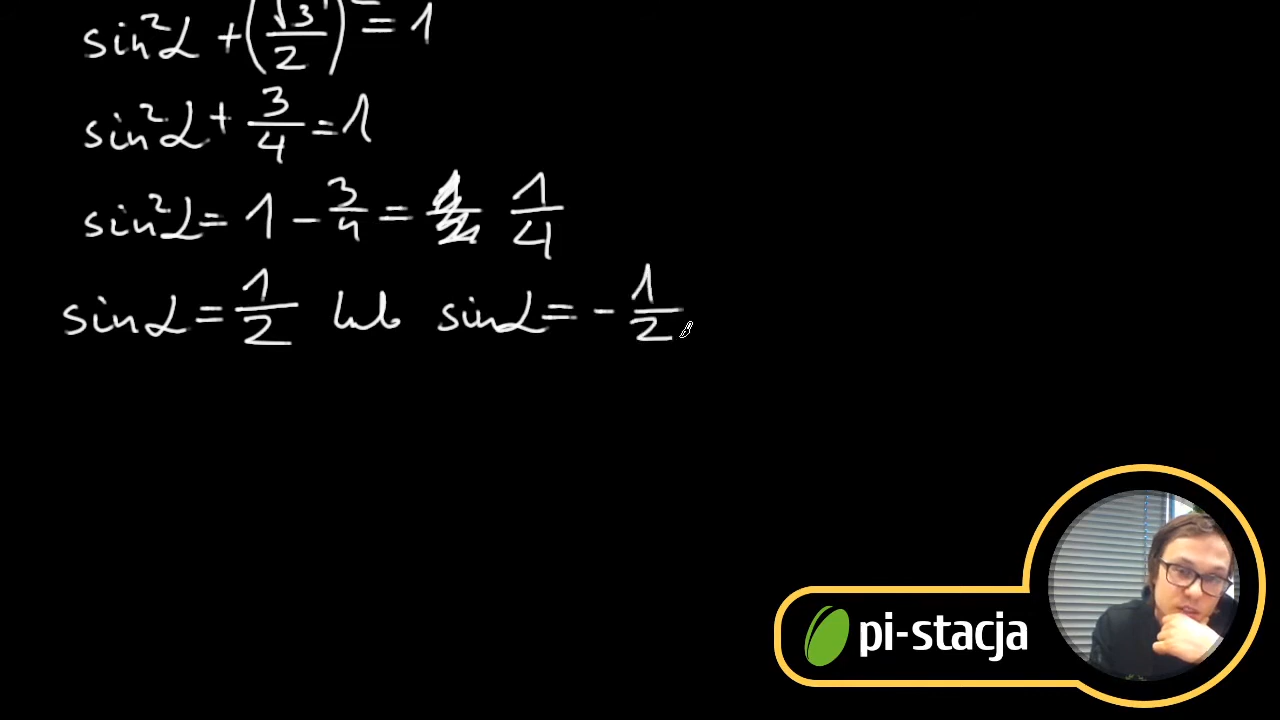 sin²α + (√3/2)² = 1
sin²α + 3/4 = 1
sin²α = 1 - 3/4 = 1/4
sinα = 1/2 lub sinα = - 1/2
pi-stacja